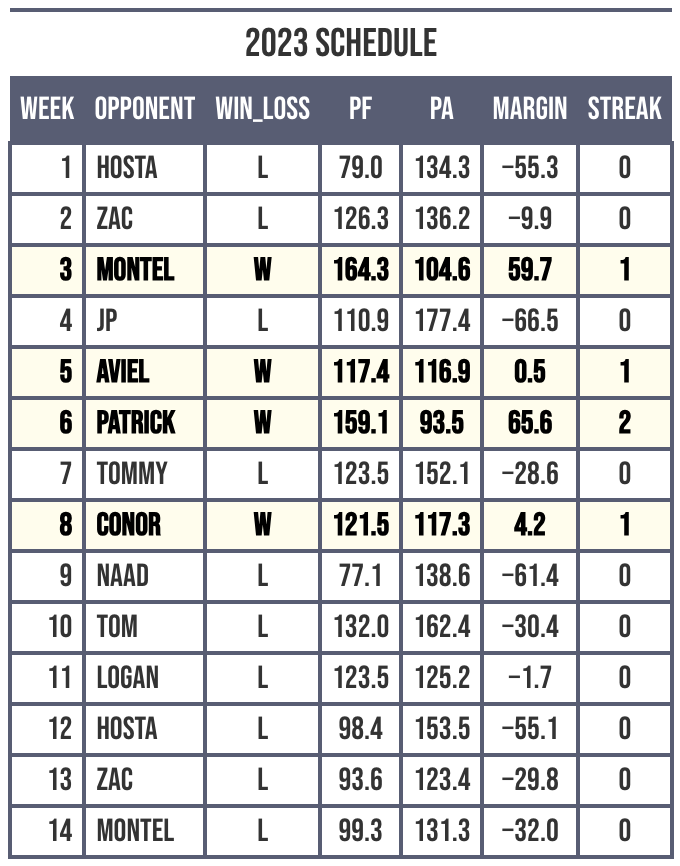 2023 SCHEDULE
WEEK OPPONENT WIN_LOSS PF PA MARGIN STREAK
1 HOSTA L 79.0 134.3 −55.3 0
2 ZAC L 126.3 136.2 −9.9 0
3 MONTEL W 164.3 104.6 59.7 1
4 JP L 110.9 177.4 −66.5 0
5 AVIEL W 117.4 116.9 0.5 1
6 PATRICK W 159.1 93.5 65.6 2
7 TOMMY L 123.5 152.1 −28.6 0
8 CONOR W 121.5 117.3 4.2 1
9 NAAD L 77.1 138.6 −61.4 0
10 TOM L 132.0 162.4 −30.4 0
11 LOGAN L 123.5 125.2 −1.7 0
12 HOSTA L 98.4 153.5 −55.1 0
13 ZAC L 93.6 123.4 −29.8 0
14 MONTEL L 99.3 131.3 −32.0 0